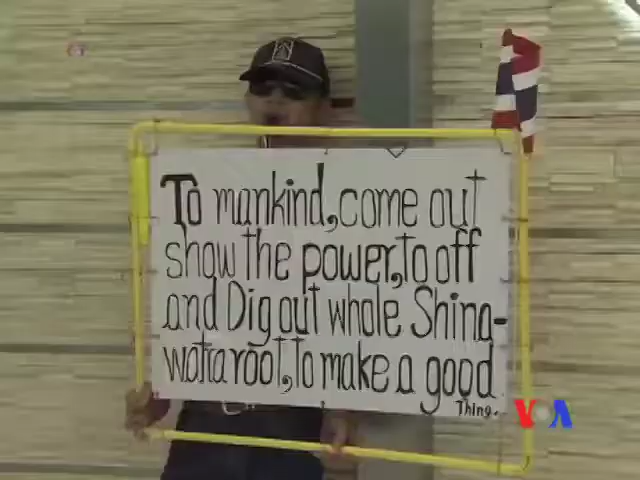 To mankind, come out
show the power, to off
and Dig out whole Shina-
watra root, to make a good
Thing.
VOA